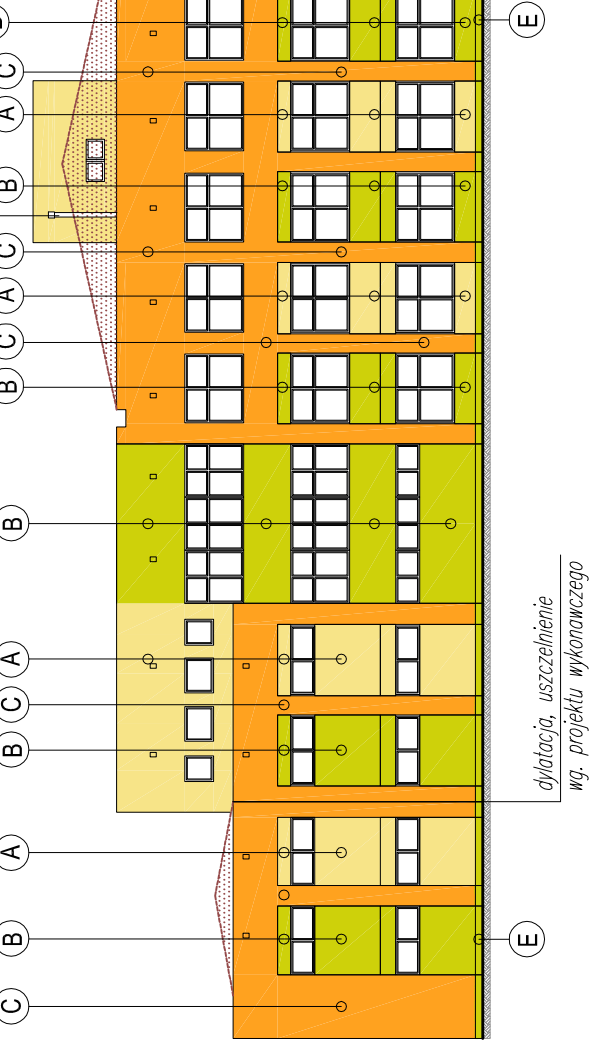 C B A B C A B B C A C B A C
E E
dylatacja, uszczelnienie
wg. projektu wykonawczego